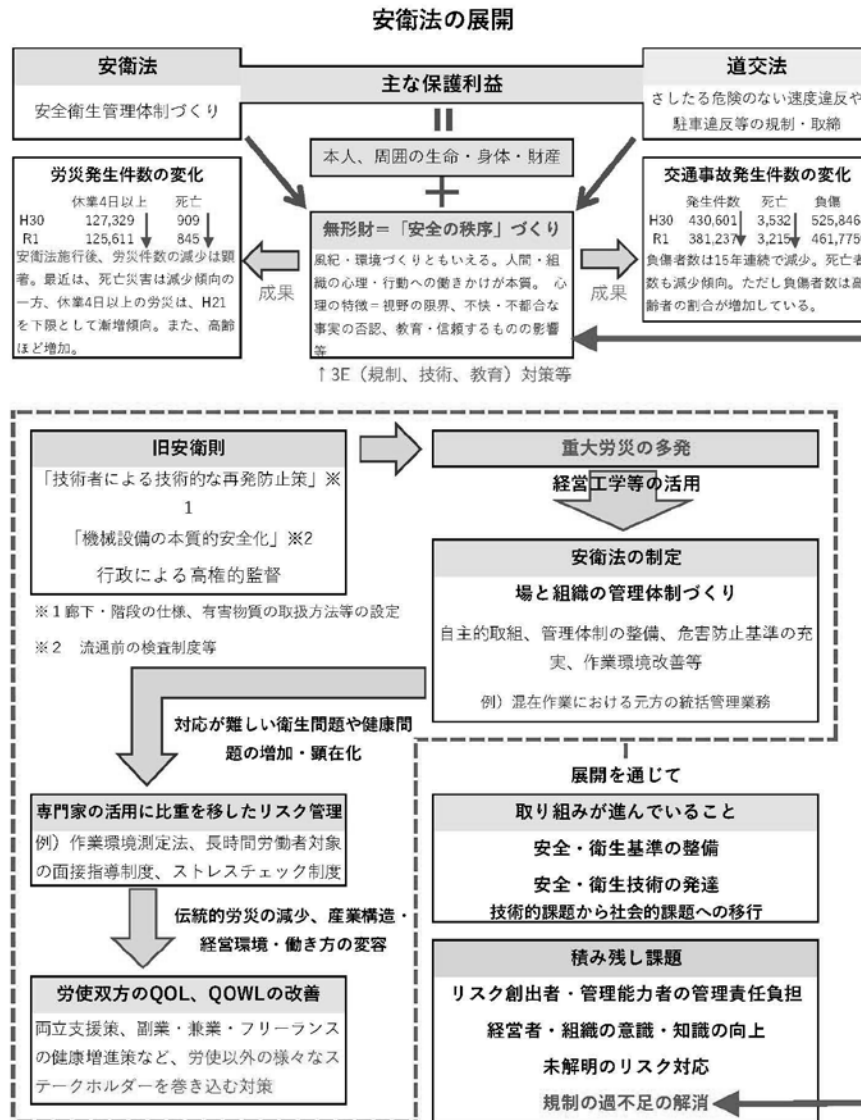 安衛法の展開
安衛法
安全衛生管理体制づくり
主な保護利益
道交法
さしたる危険のない速度違反や
駐車違反等の規制・取締
本人、周囲の生命・身体・財産
労災発生件数の変化
休業4日以上 死亡
H30 127,329 909
R1 125,611 845
安衛法施行後、労災件数の減少は顕
著。最近は、死亡災害は減少傾向の
一方、休業4日以上の労災は、H21
を下限として漸増傾向。また、高齢
ほど増加。
成果
無形財＝「安全の秩序」づくり
風紀・環境づくりともいえる。人間・組
織の心理・行動への働きかけが本質。 心
理の特徴＝視野の限界、不快・不都合な
事実の否認、教育・信頼するものの影響
等
↑3E（規制、技術、教育）対策等
成果
交通事故発生件数の変化
発生件数 死亡 負傷
H30 430,601 3,532 525,846
R1 381,237 3,215 461,775
負傷者数は15年連続で減少。死亡者
数も減少傾向。ただし負傷者数は高
齢者の割合が増加している。
旧安衛則
「技術者による技術的な再発防止策」※
1
「機械設備の本質的安全化」※2
行政による高権的監督
※１廊下・階段の仕様、有害物質の取扱方法等の設定
※２ 流通前の検査制度等
重大労災の多発
経営工学等の活用
安衛法の制定
場と組織の管理体制づくり
自主的取組、管理体制の整備、危害防止基準の充
実、作業環境改善等
例）混在作業における元方の統括管理業務
対応が難しい衛生問題や健康問
題の増加・顕在化
専門家の活用に比重を移したリスク管理
例）作業環境測定法、長時間労働者対象
の面接指導制度、ストレスチェック制度
伝統的労災の減少、産業構造・
経営環境・働き方の変容
労使双方のQOL、QOWLの改善
両立支援策、副業・兼業・フリーランス
の健康増進策など、労使以外の様々なス
テークホルダーを巻き込む対策
展開を通じて
取り組みが進んでいること
安全・衛生基準の整備
安全・衛生技術の発達
技術的課題から社会的課題への移行
積み残し課題
リスク創出者・管理能力者の管理責任負担
経営者・組織の意識・知識の向上
未解明のリスク対応
規制の過不足の解消